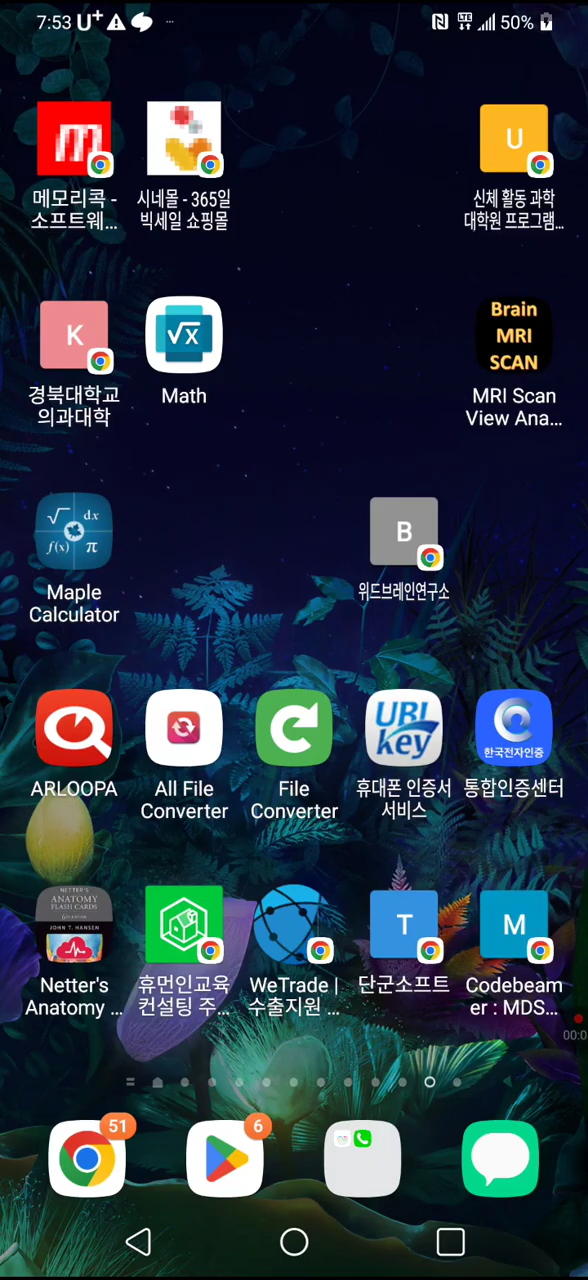 7:53 U+ ...
LTE 50%
m
U
메모리콕 -
소프트웨...
시네몰 - 365일
빅세일 쇼핑몰
신체 활동 과학
대학원 프로그램...
K
√x
Brain
MRI
SCAN
경북대학교
의과대학
Math
MRI Scan
View Ana...
√ dx
f(x) π
B
Maple
Calculator
위드브레인연구소
UBI
key
한국전자인증
ARLOOPA
All File
Converter
File
Converter
휴대폰 인증서
서비스
통합인증센터
NETTER'S
ANATOMY
FLASH CARDS
JOHN T. HANSEN
T
M
Netter's
Anatomy ...
휴먼인교육
컨설팅 주...
WeTrade |
수출지원 ...
단군소프트
Codebeam
er : MDS...
00:0
51
6